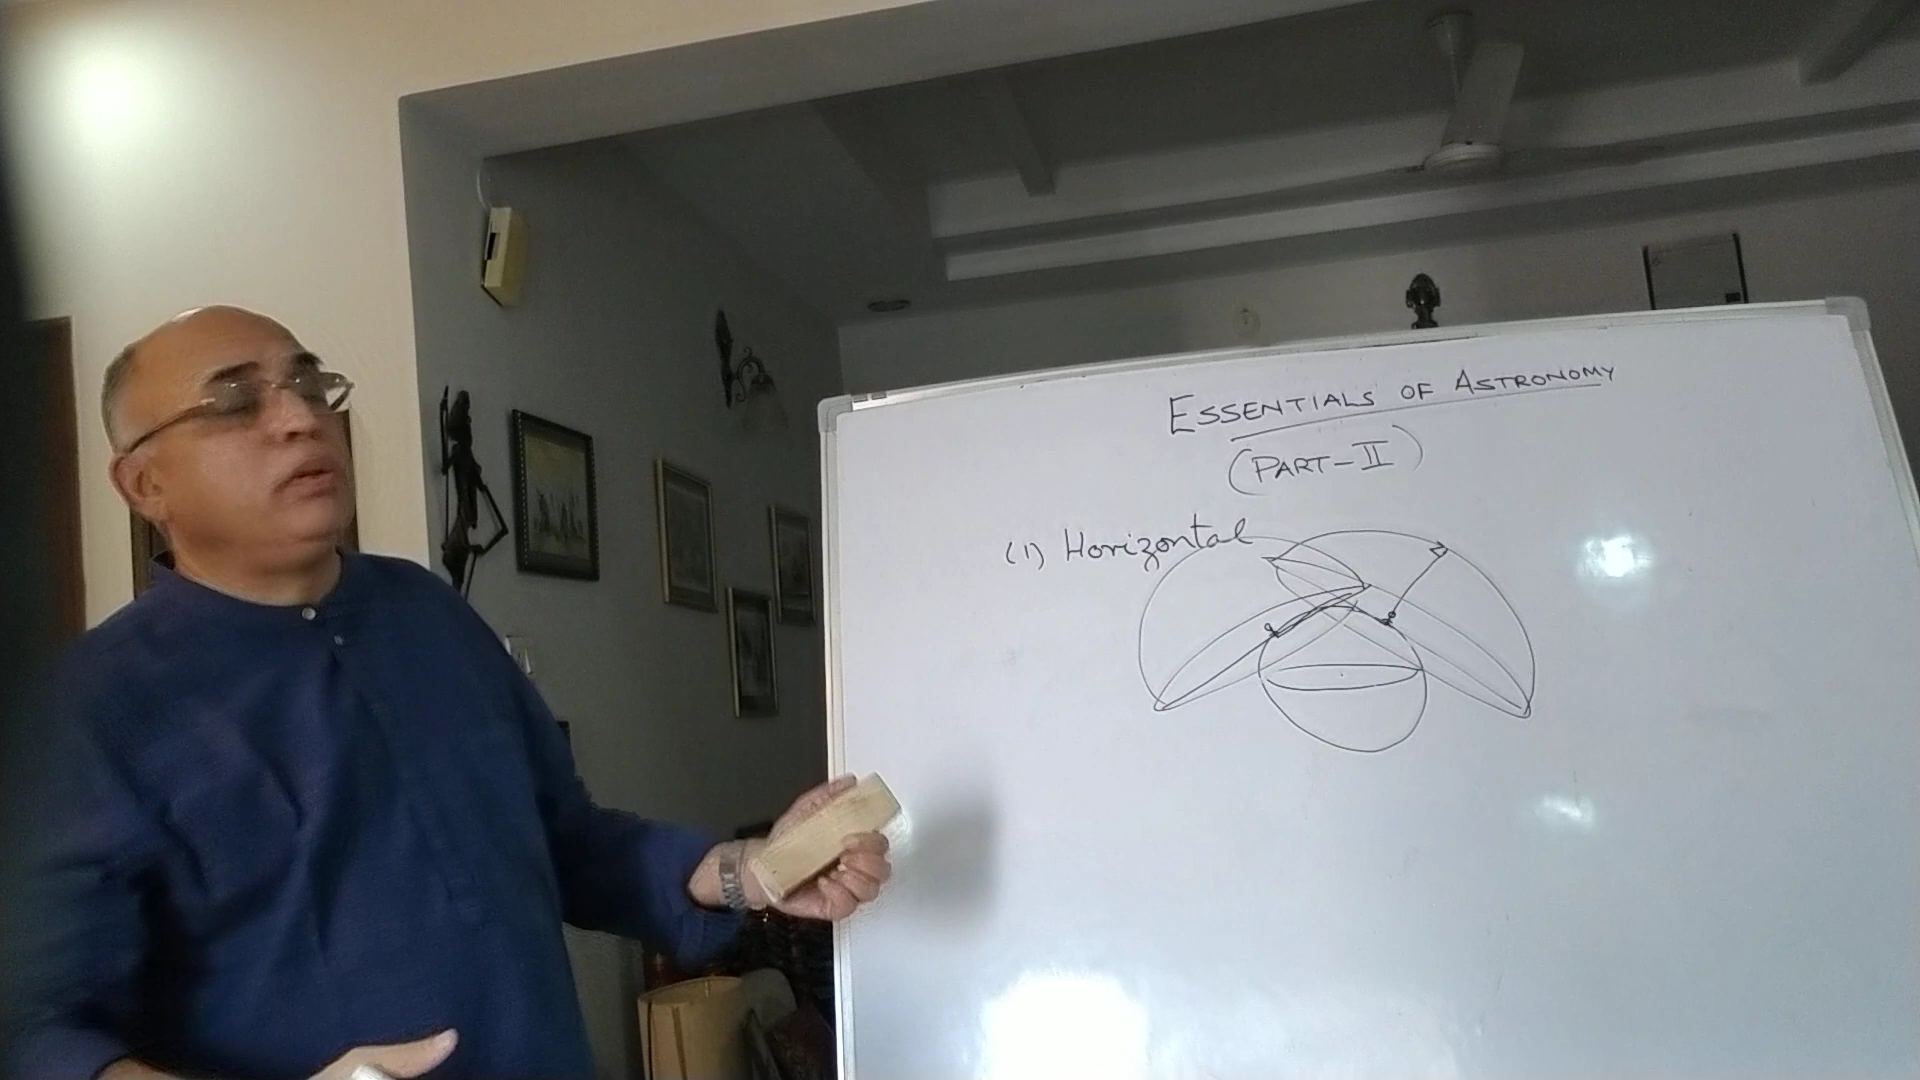 ESSENTIALS OF ASTRONOMY
(PART-II)
(1) Horizontal
Z